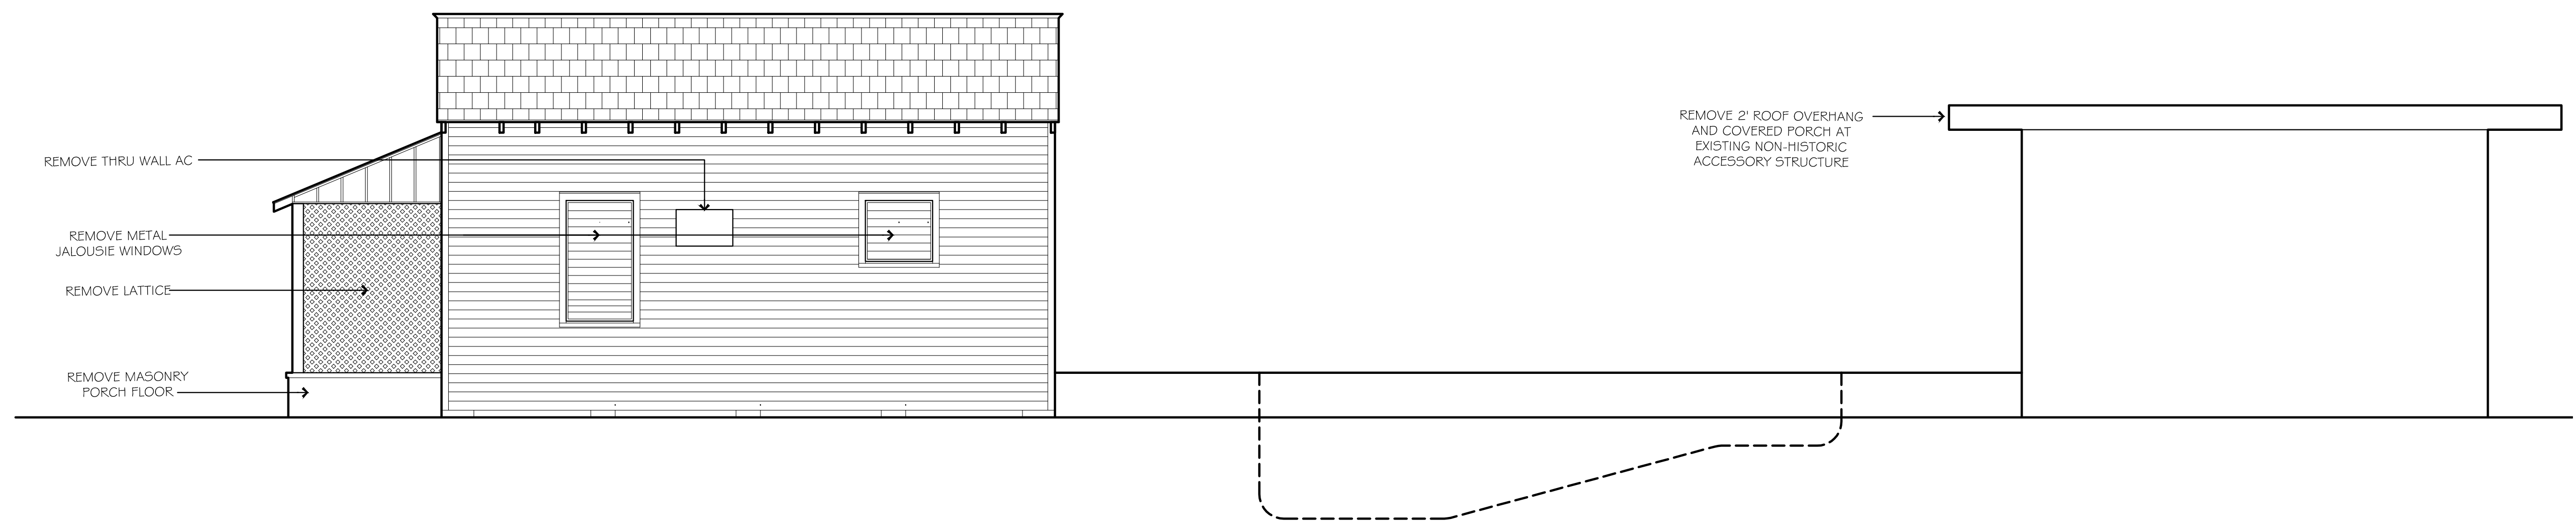 REMOVE THRU WALL AC
REMOVE METAL
JALOUSIE WINDOWS
REMOVE LATTICE
REMOVE MASONRY
PORCH FLOOR
REMOVE 2' ROOF OVERHANG
AND COVERED PORCH AT
EXISTING NON-HISTORIC
ACCESSORY STRUCTURE